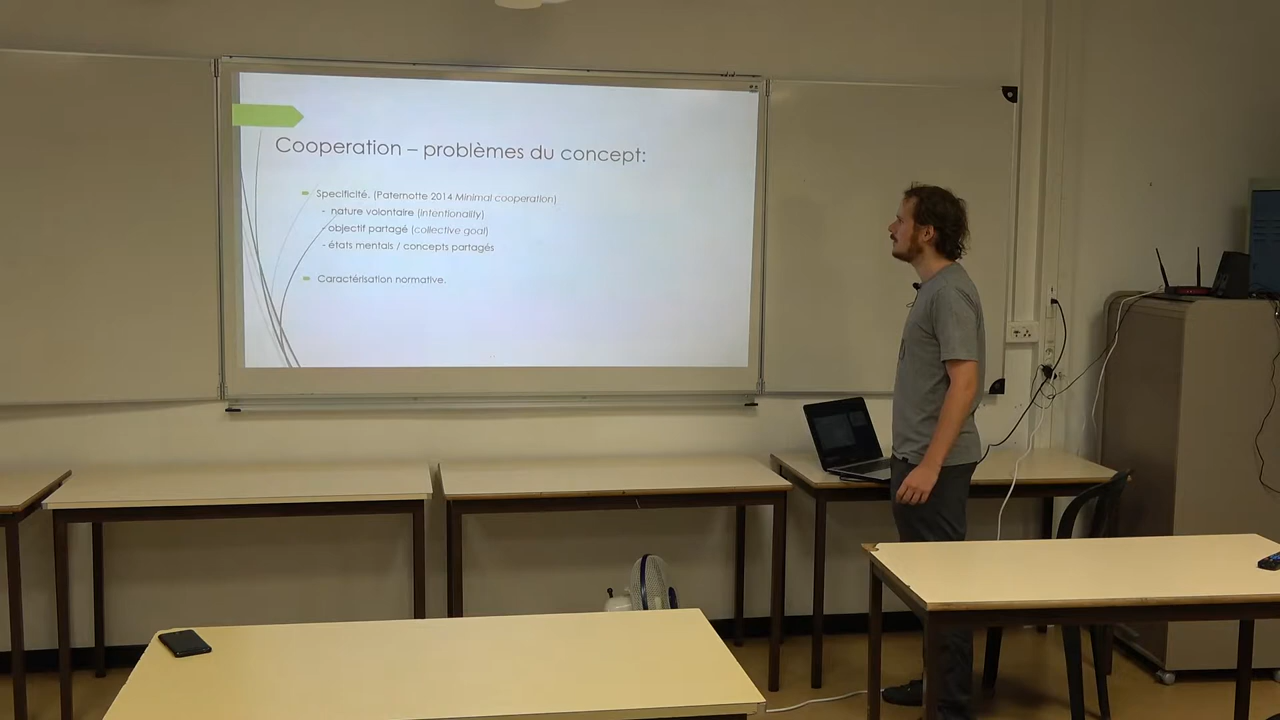 Cooperation – problèmes du concept:
Specificité. (Paternotte 2014 Minimal cooperation)
- nature volontaire (intentionality)
- objectif partagé (collective goal)
- états mentais / concepts partagés
Caractérisation normative.